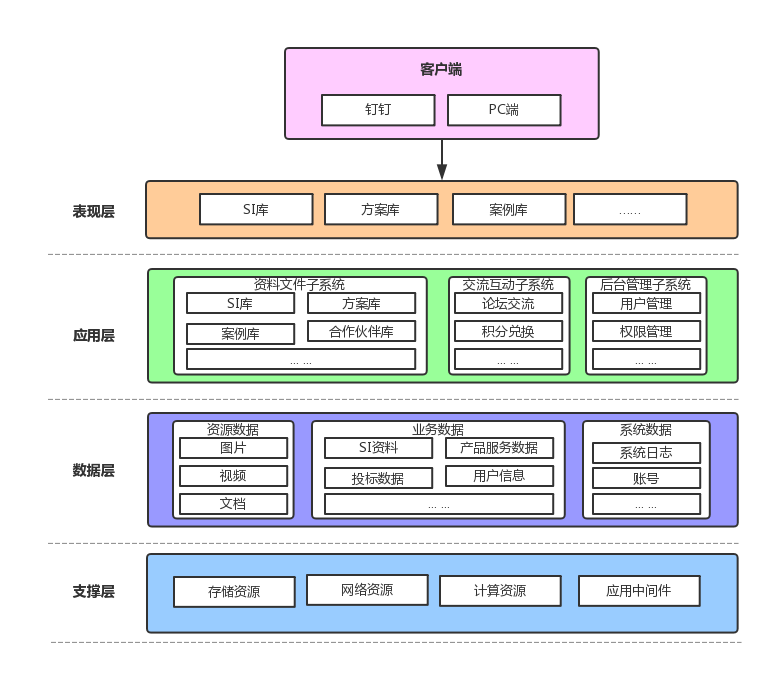 客户端
钉钉 PC端
表现层
SI库 方案库 案例库 ……
应用层
资料文件子系统
SI库 方案库
案例库 合作伙伴库
... ...
交流互动子系统
论坛交流
积分兑换
... ...
后台管理子系统
用户管理
权限管理
... ...
数据层
资源数据
图片
视频
文档
业务数据
SI资料 产品服务数据
投标数据 用户信息
... ...
系统数据
系统日志
账号
... ...
支撑层
存储资源 网络资源 计算资源 应用中间件